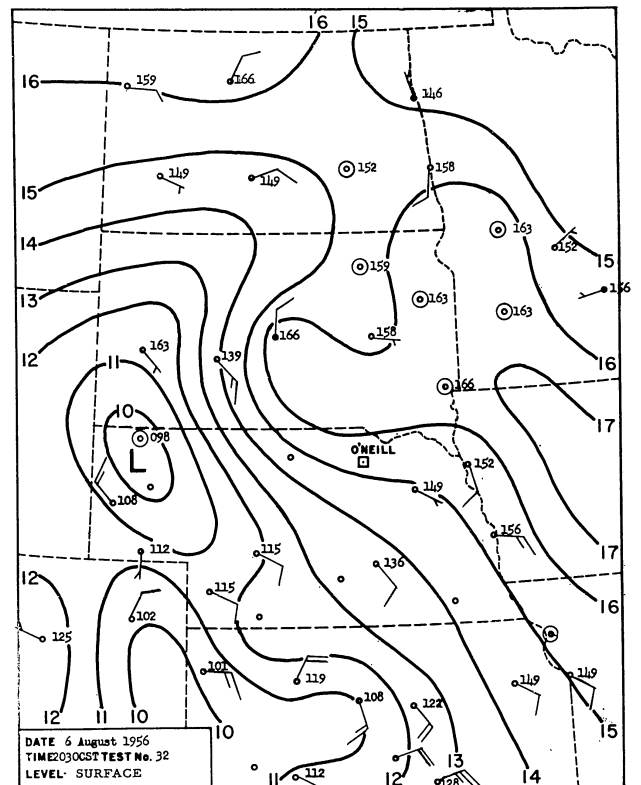 16 15
16 159 166
146
149 149 152 158
15
14 163 152
13 159 15
156
163 163
12 166 158
163 139 16
11
166
10 17
098
O'NEILL
L
152
108 149
156
112 115 17
12 136
115 16
102
125
101 149 149
119
108 122
12 11 10 10 15
13
112 12 128 14
11
DATE 6 August 1956
TIME 2030CST TEST No. 32
LEVEL· SURFACE